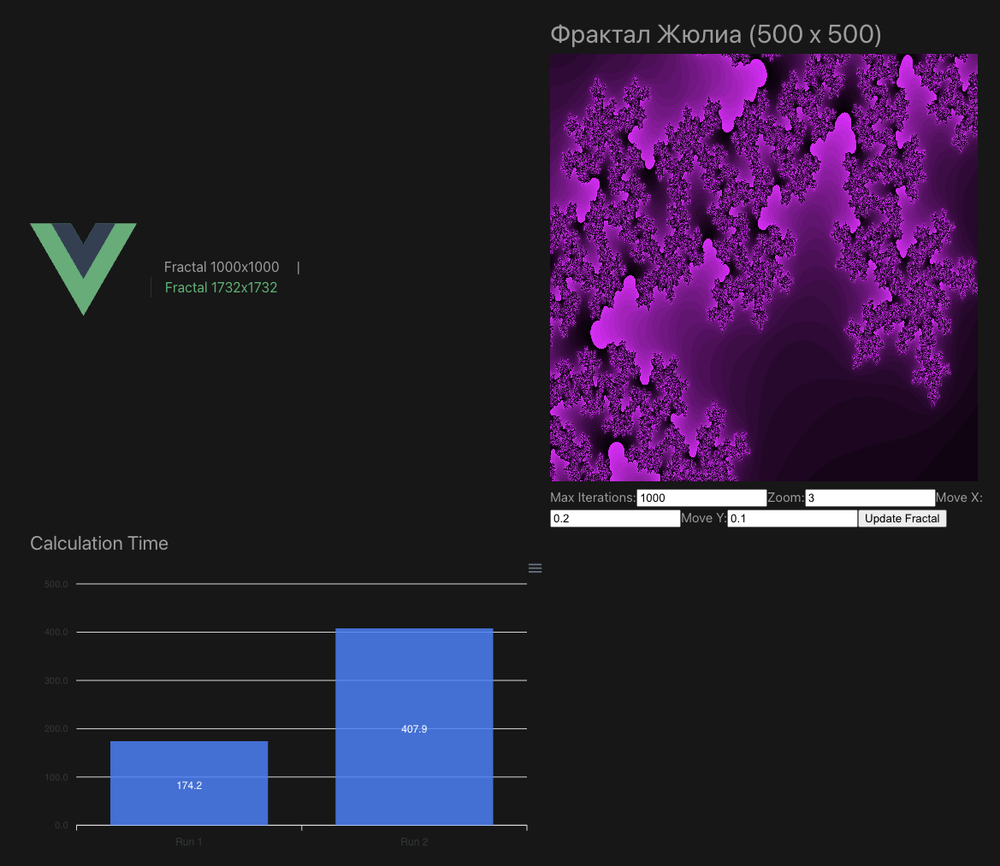 Фрактал Жюлиа (500 x 500)
Fractal 1000x1000 |
Fractal 1732x1732
Max Iterations: 1000 Zoom: 3 Move X:
0.2 Move Y: 0.1 Update Fractal
Calculation Time
500.0
400.0
300.0
200.0
100.0
0.0
174.2
407.9
Run 1
Run 2